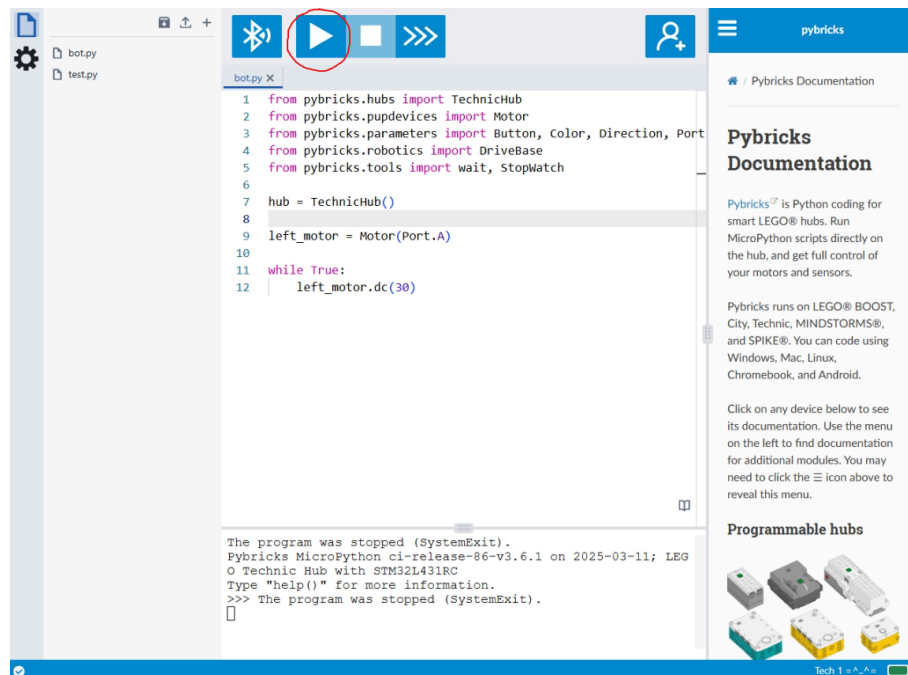 bot.py
test.py
bot.py
1 from pybricks.hubs import TechnicHub
2 from pybricks.pupdevices import Motor
3 from pybricks.parameters import Button, Color, Direction, Port
4 from pybricks.robotics import DriveBase
5 from pybricks.tools import wait, StopWatch
6
7 hub = TechnicHub()
8
9 left_motor = Motor(Port.A)
10
11 while True:
12     left_motor.dc(30)
The program was stopped (SystemExit).
Pybricks MicroPython ci-release-86-v3.6.1 on 2025-03-11; LEG
O Technic Hub with STM32L431RC
Type "help()" for more information.
>>> The program was stopped (SystemExit).
pybricks
/ Pybricks Documentation
Pybricks
Documentation
Pybricks is Python coding for
smart LEGO® hubs. Run
MicroPython scripts directly on
the hub, and get full control of
your motors and sensors.
Pybricks runs on LEGO® BOOST,
City, Technic, MINDSTORMS®,
and SPIKE®. You can code using
Windows, Mac, Linux,
Chromebook, and Android.
Click on any device below to see
its documentation. Use the menu
on the left to find documentation
for additional modules. You may
need to click the ☰ icon above to
reveal this menu.
Programmable hubs
Tech 1 =^..^=